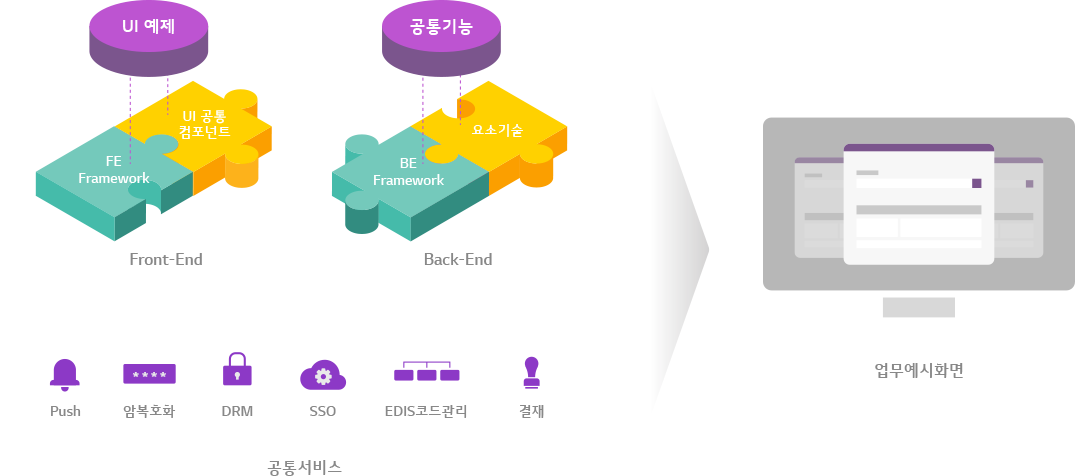 UI 예제
공통기능
UI 공통
컴포넌트
요소기술
FE
Framework
BE
Framework
Front-End
Back-End
업무예시화면
Push
암복호화
DRM
SSO
EDIS코드관리
결재
공통서비스